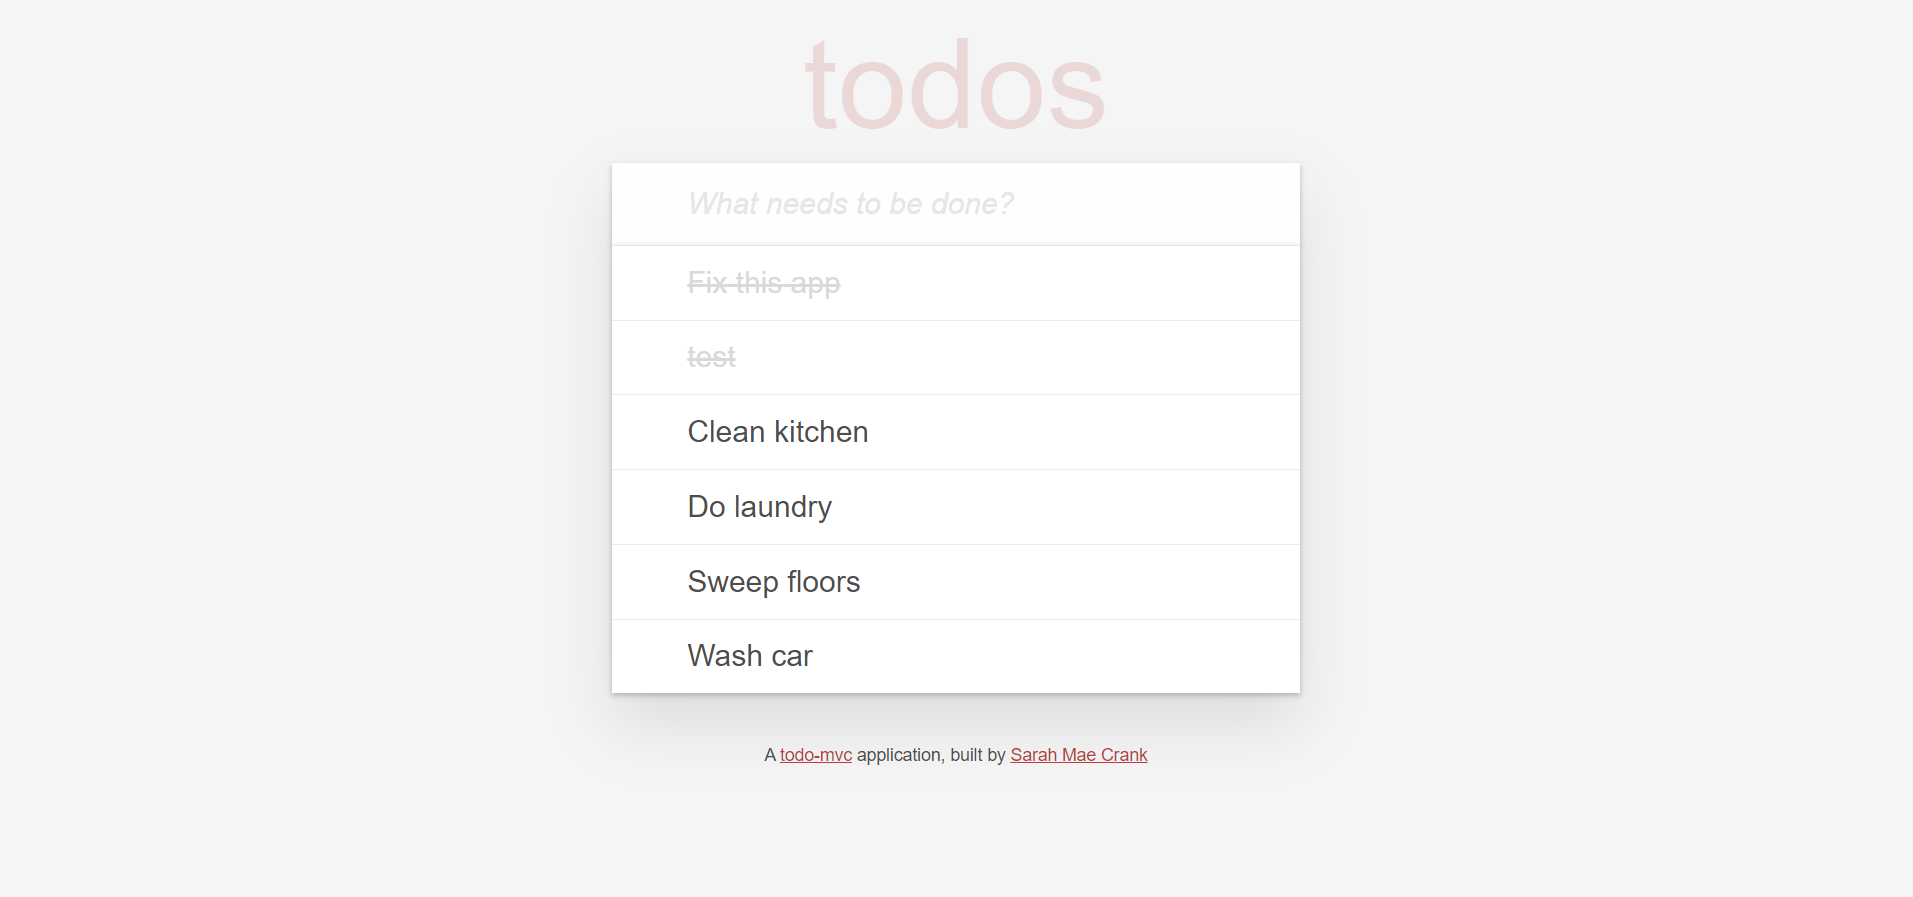 todos
What needs to be done?
Fix this app
test
Clean kitchen
Do laundry
Sweep floors
Wash car
A todo-mvc application, built by Sarah Mae Crank